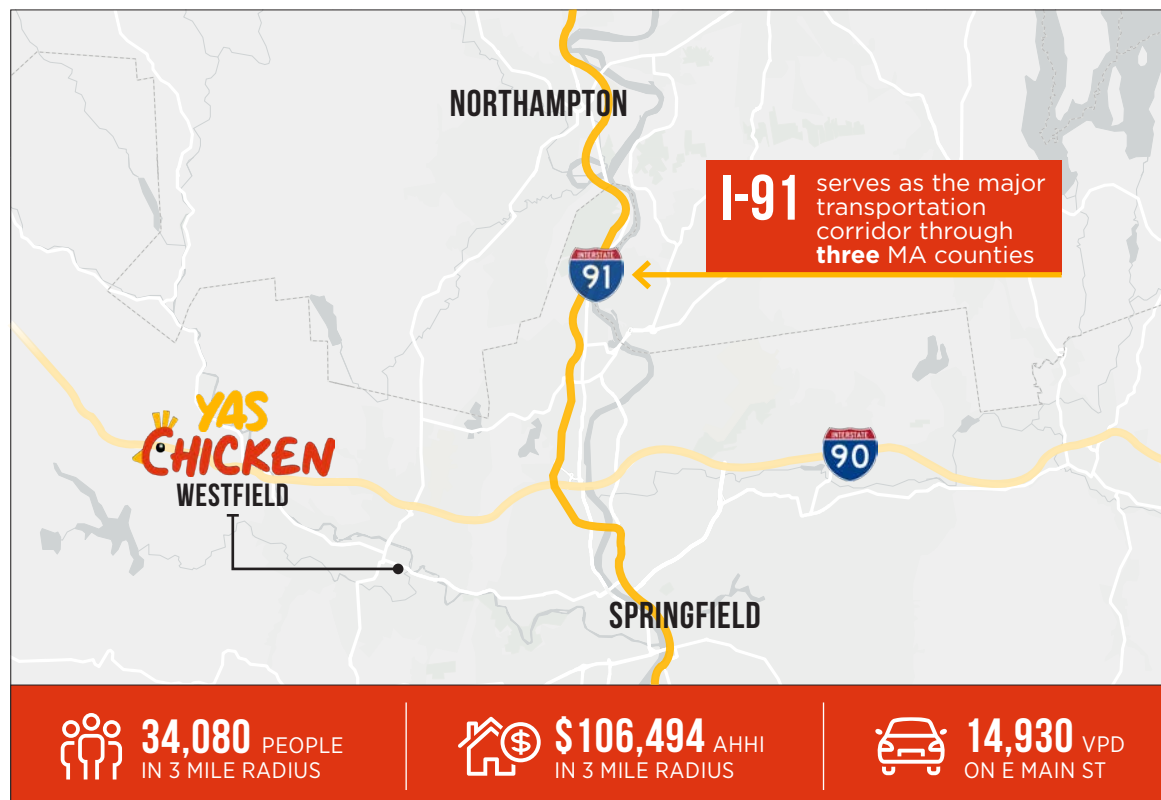 NORTHAMPTON
I-91 serves as the major
transportation
corridor through
three MA counties
INTERSTATE
91
YAS
CHICKEN
WESTFIELD
INTERSTATE
90
SPRINGFIELD
34,080 PEOPLE
IN 3 MILE RADIUS
$106,494 AHHI
IN 3 MILE RADIUS
14,930 VPD
ON E MAIN ST